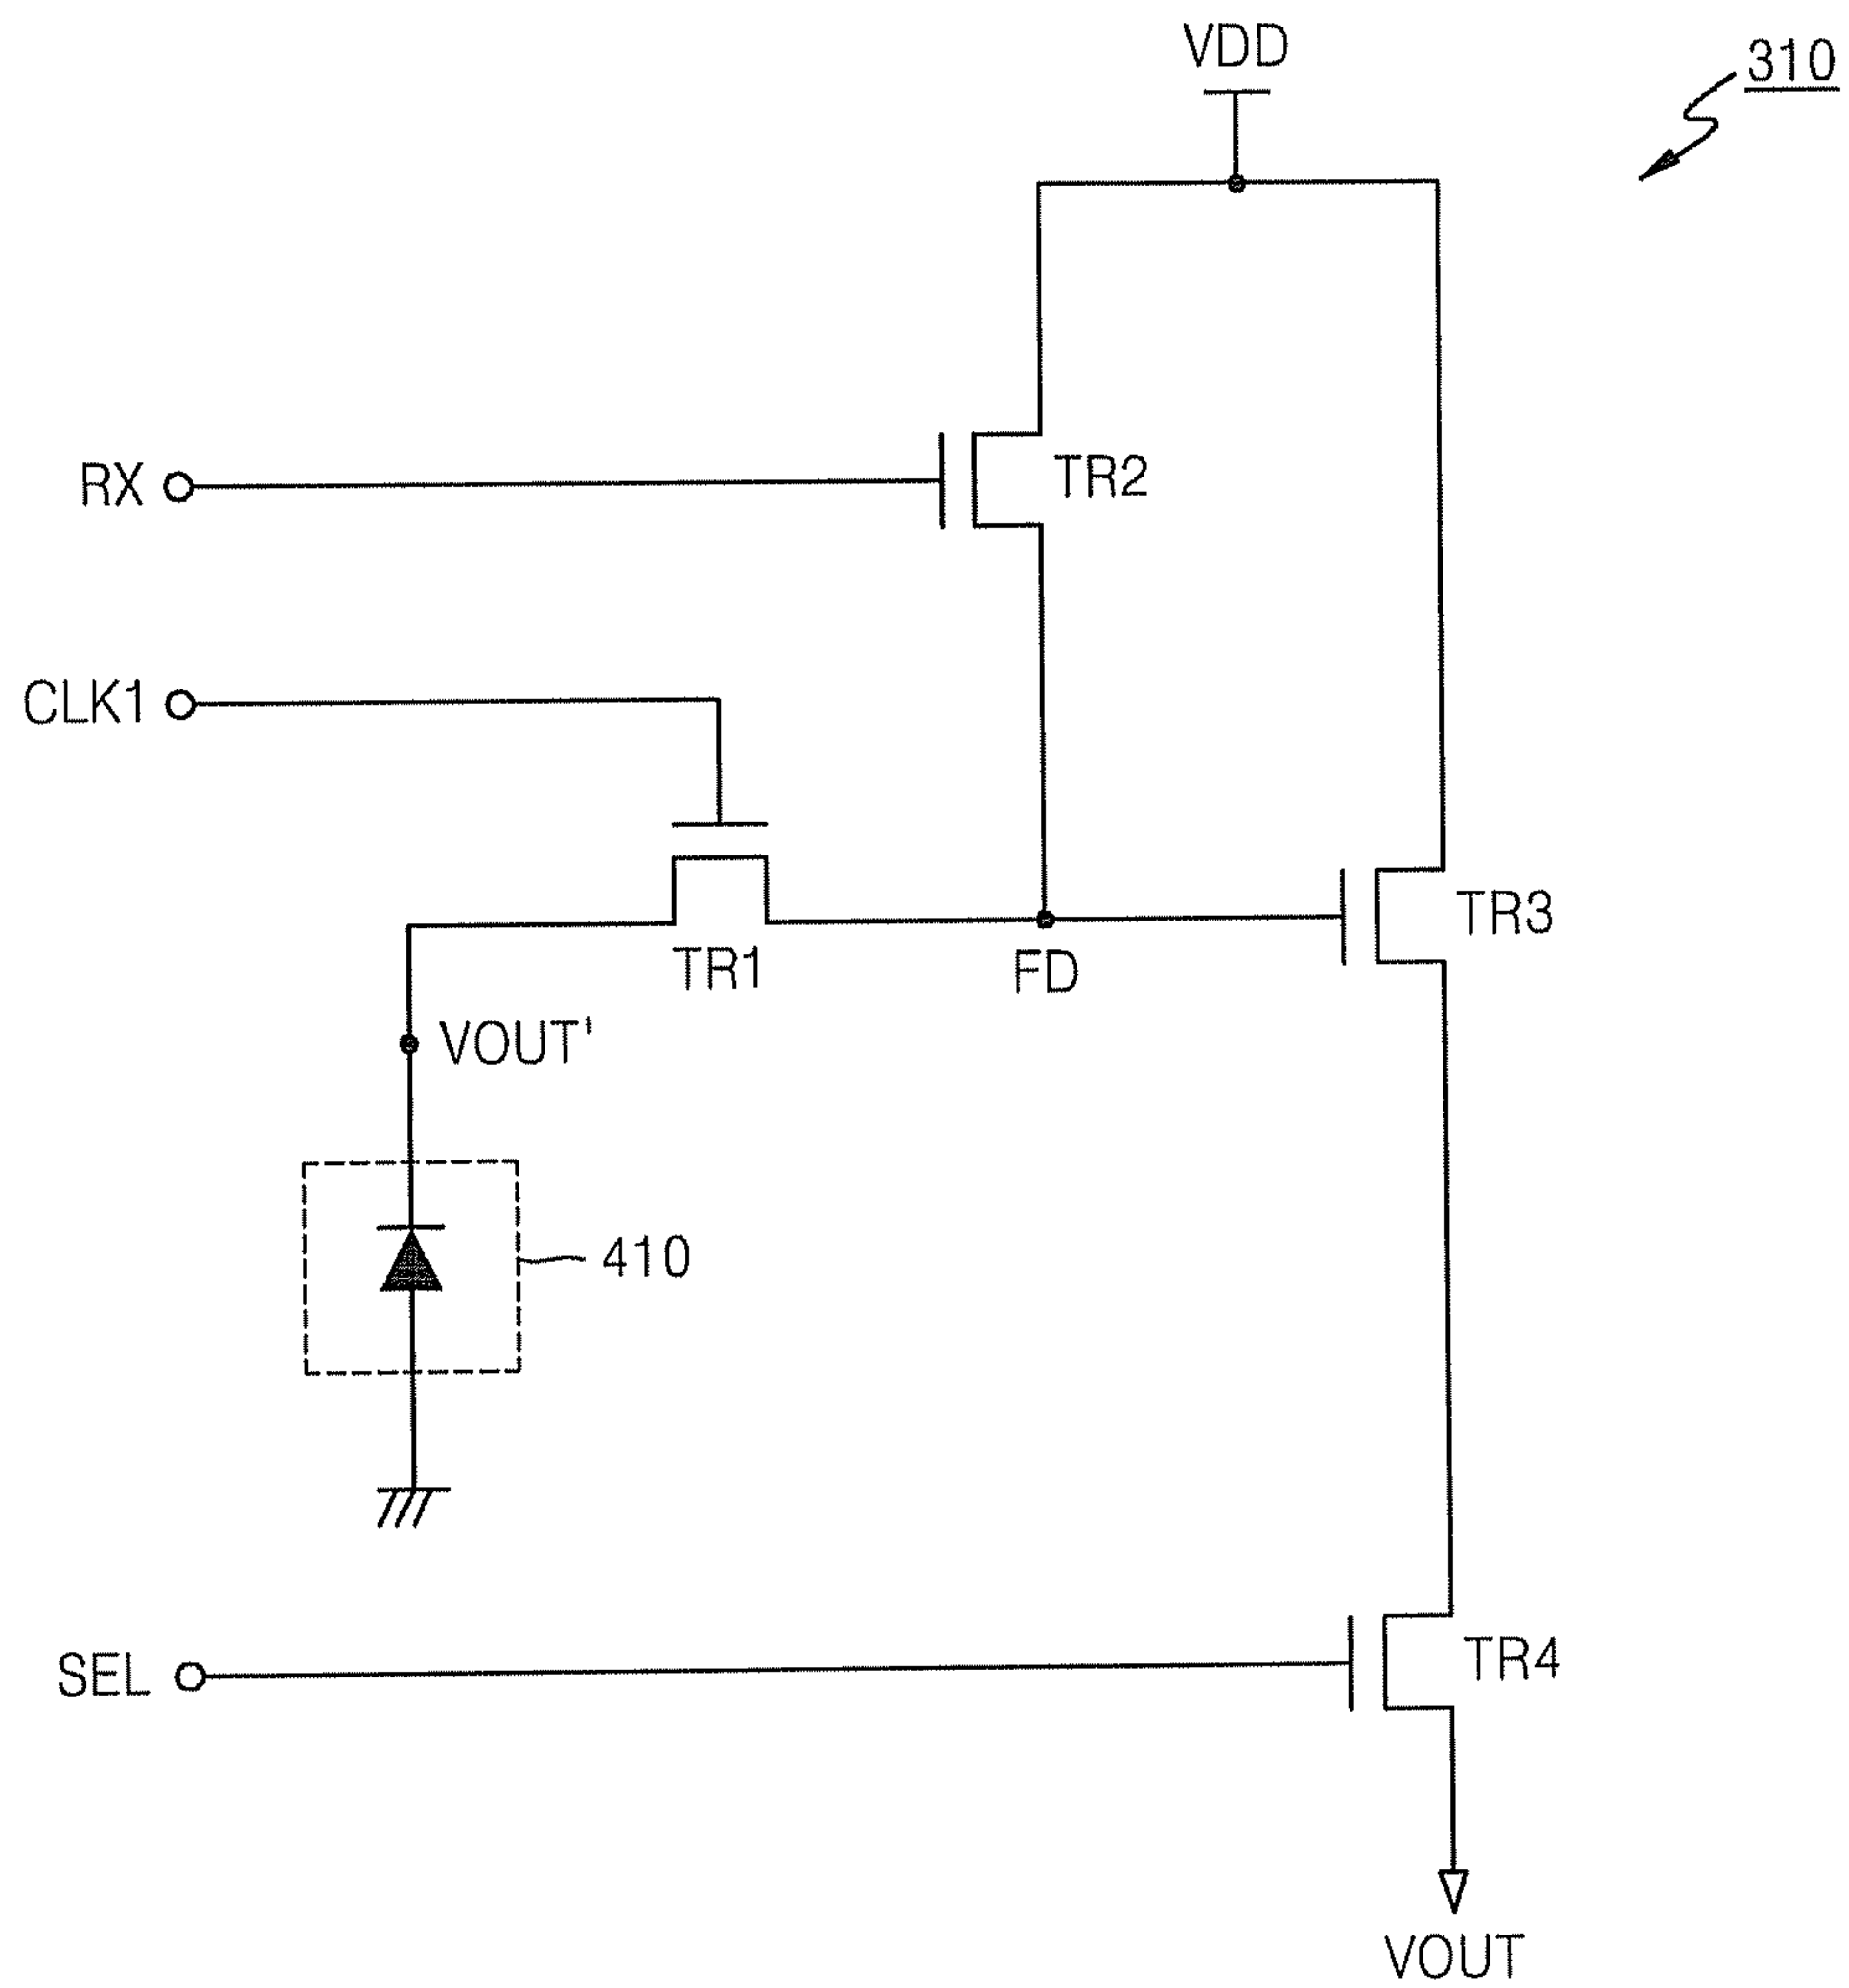 VDD
310
RX
TR2
CLK1
TR3
TR1
FD
VOUT'
410
SEL
TR4
VOUT